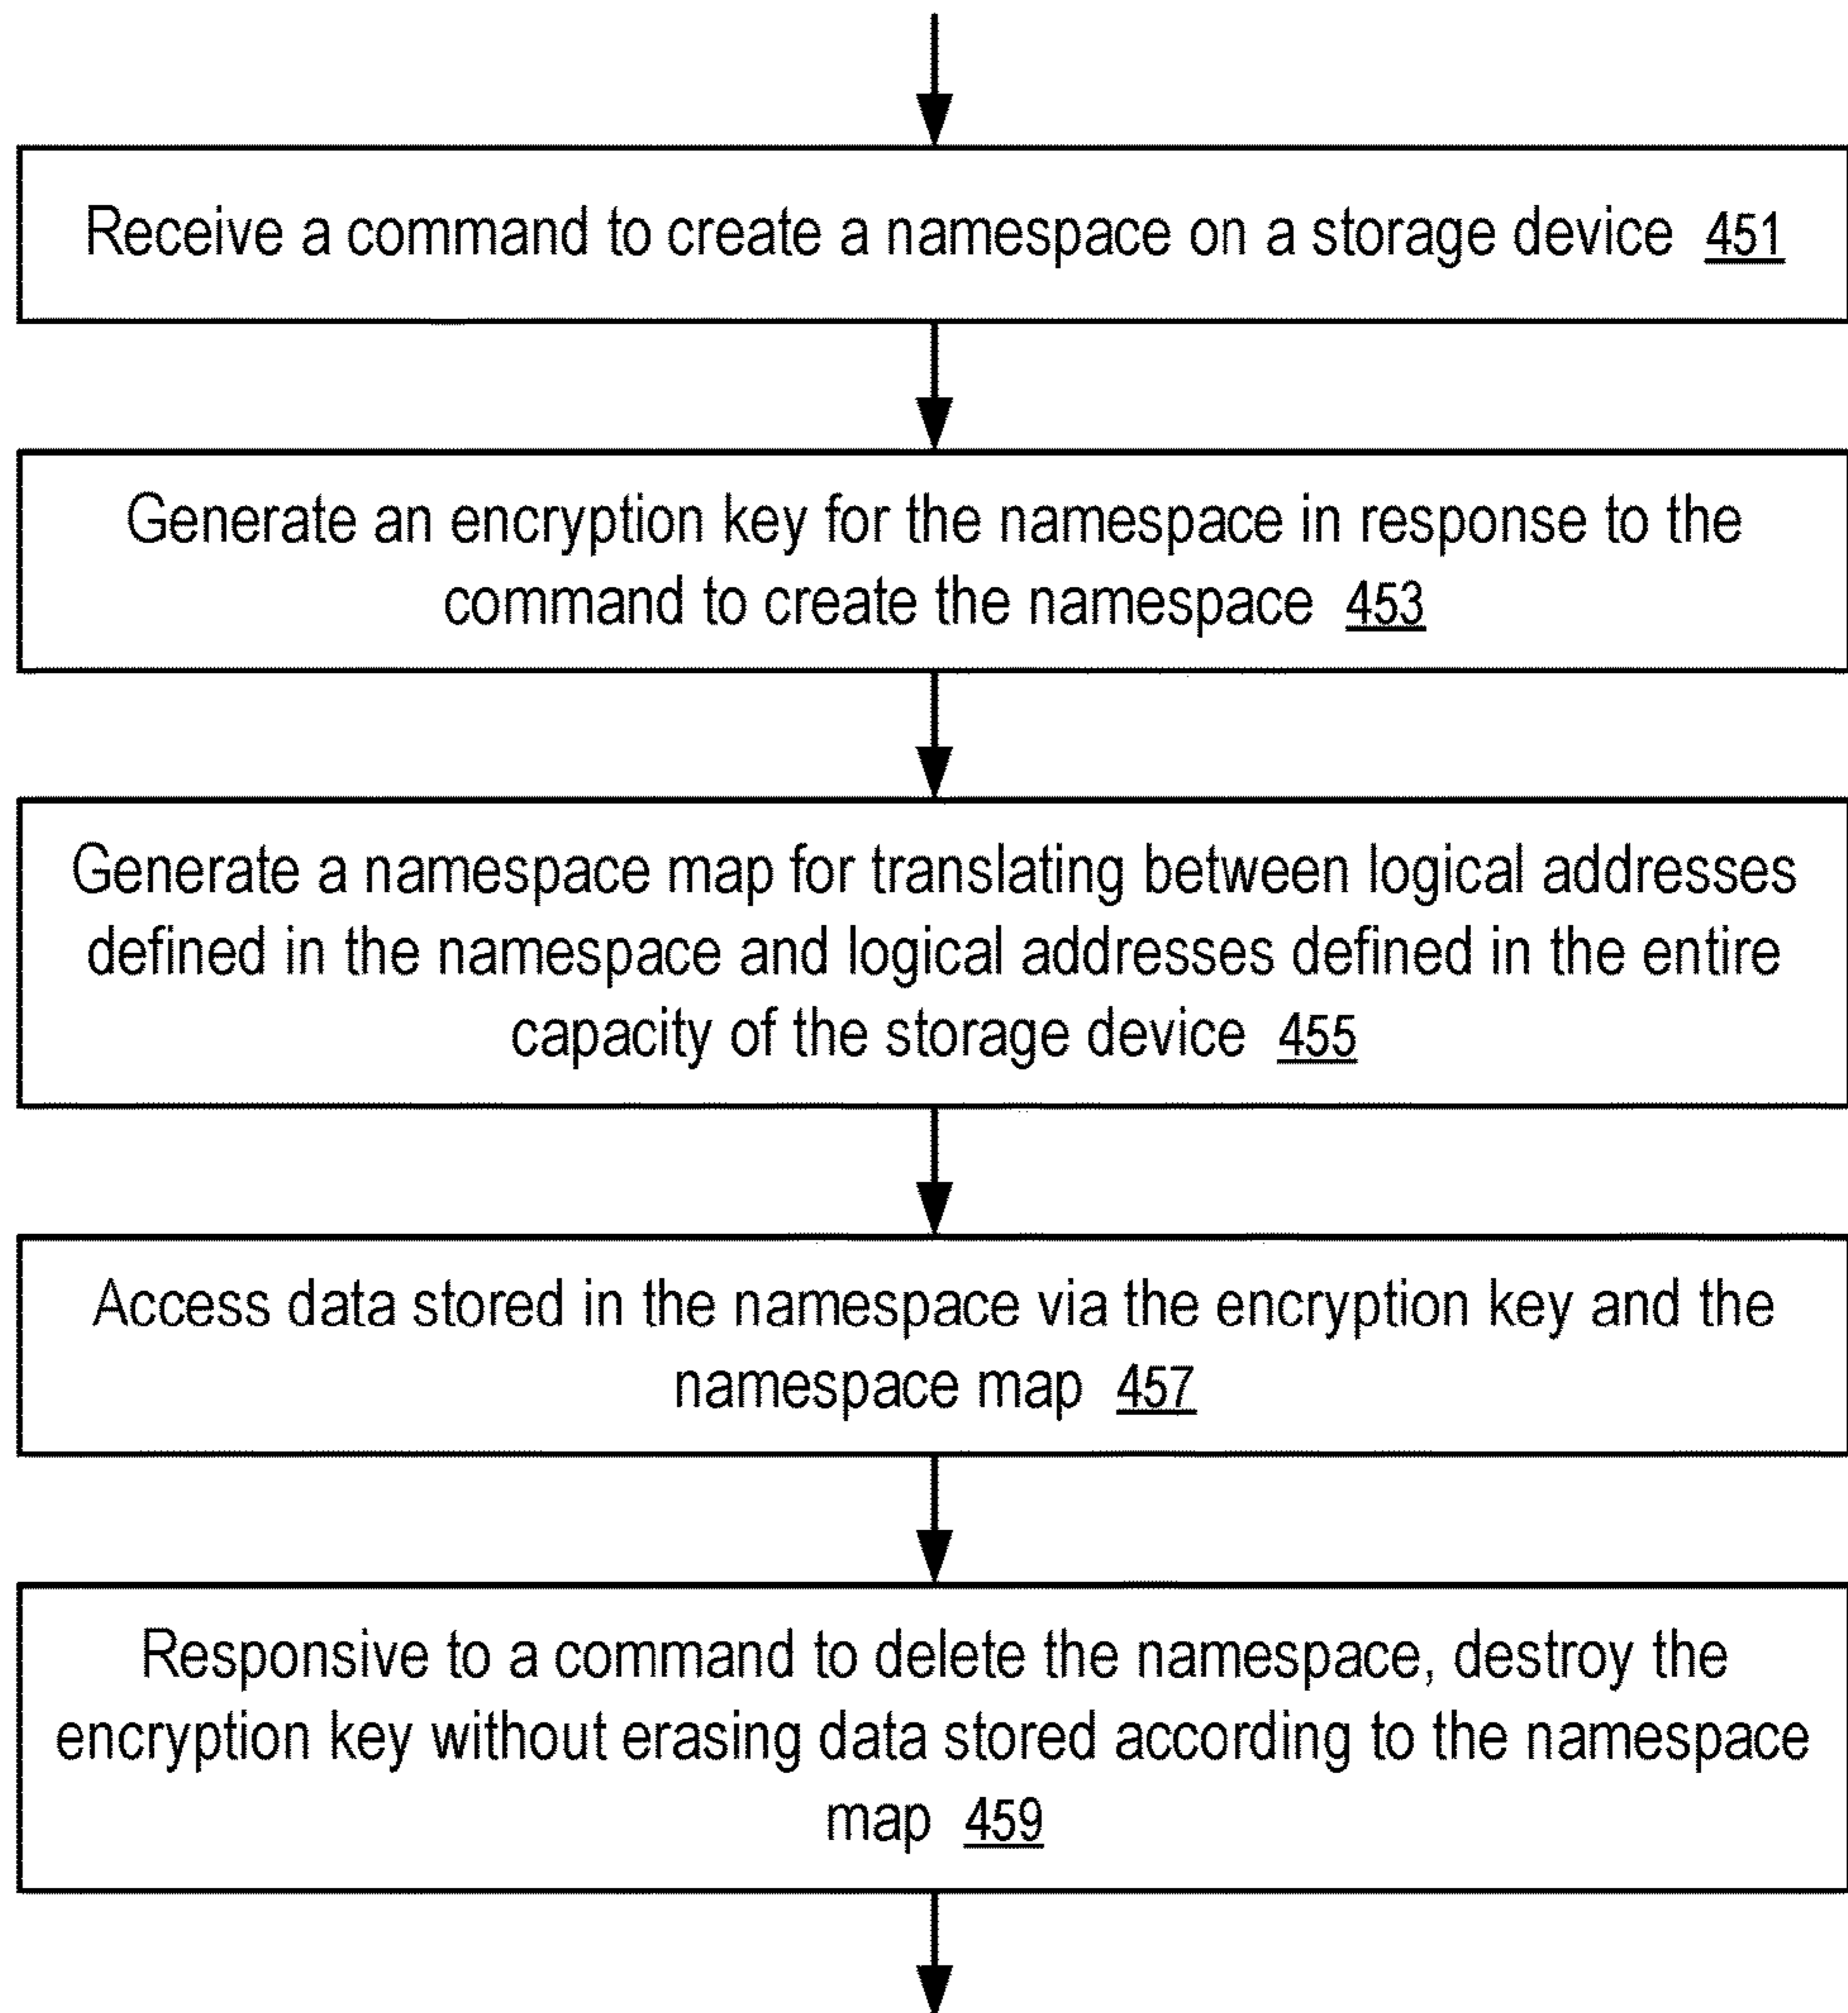 Receive a command to create a namespace on a storage device 451
Generate an encryption key for the namespace in response to the
command to create the namespace 453
Generate a namespace map for translating between logical addresses
defined in the namespace and logical addresses defined in the entire
capacity of the storage device 455
Access data stored in the namespace via the encryption key and the
namespace map 457
Responsive to a command to delete the namespace, destroy the
encryption key without erasing data stored according to the namespace
map 459